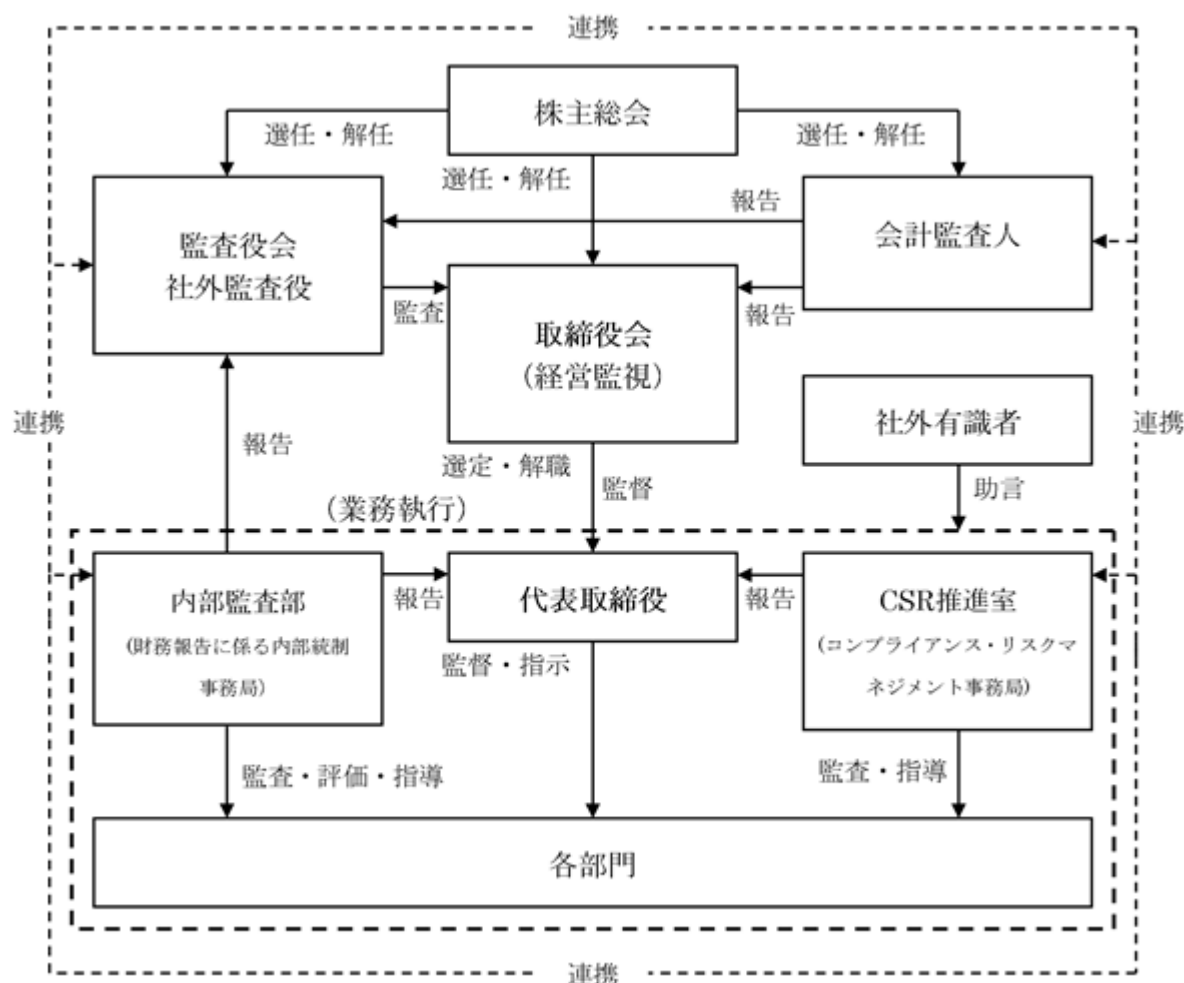 連携
株主総会
選任・解任
選任・解任
選任・解任
報告
監査役会
社外監査役
会計監査人
監査
報告
取締役会
（経営監視）
社外有識者
連携
連携
報告
選定・解職
監督
助言
（業務執行）
内部監査部
(財務報告に係る内部統制
事務局）
報告
代表取締役
報告
CSR推進室
(コンプライアンス・リスクマ
ネジメント事務局)
監督・指示
監査・評価・指導
監査・指導
各部門
連携